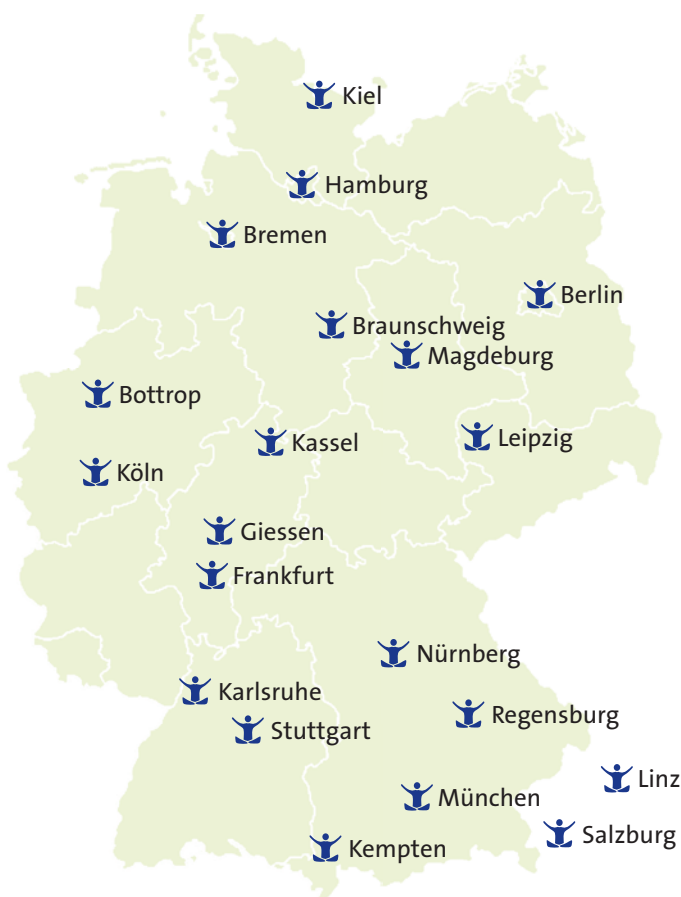 Kiel
Hamburg
Bremen
Berlin
Braunschweig
Magdeburg
Bottrop
Kassel
Leipzig
Köln
Giessen
Frankfurt
Nürnberg
Karlsruhe
Regensburg
Stuttgart
Linz
München
Salzburg
Kempten